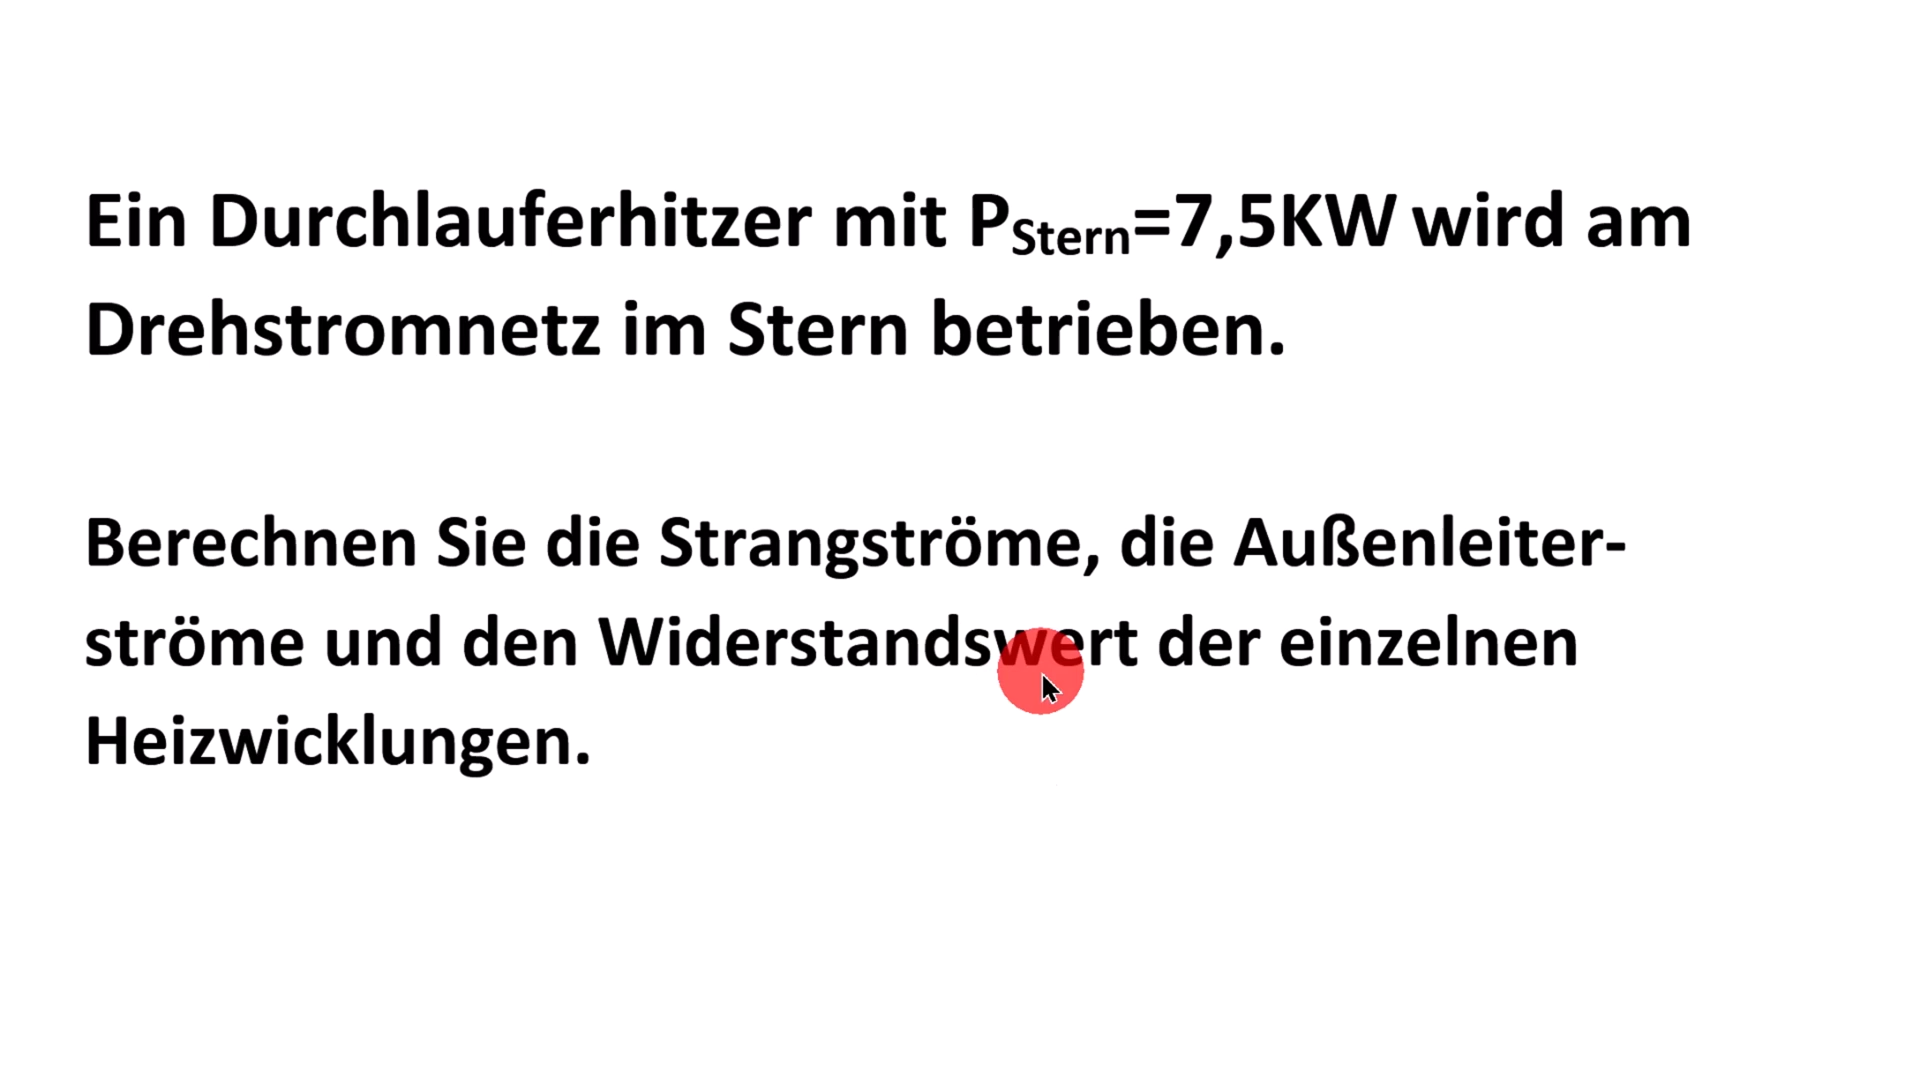 Ein Durchlauferhitzer mit PStern=7,5KW wird am
Drehstromnetz im Stern betrieben.
Berechnen Sie die Strangströme, die Außenleiter-
ströme und den Widerstandswert der einzelnen
Heizwicklungen.